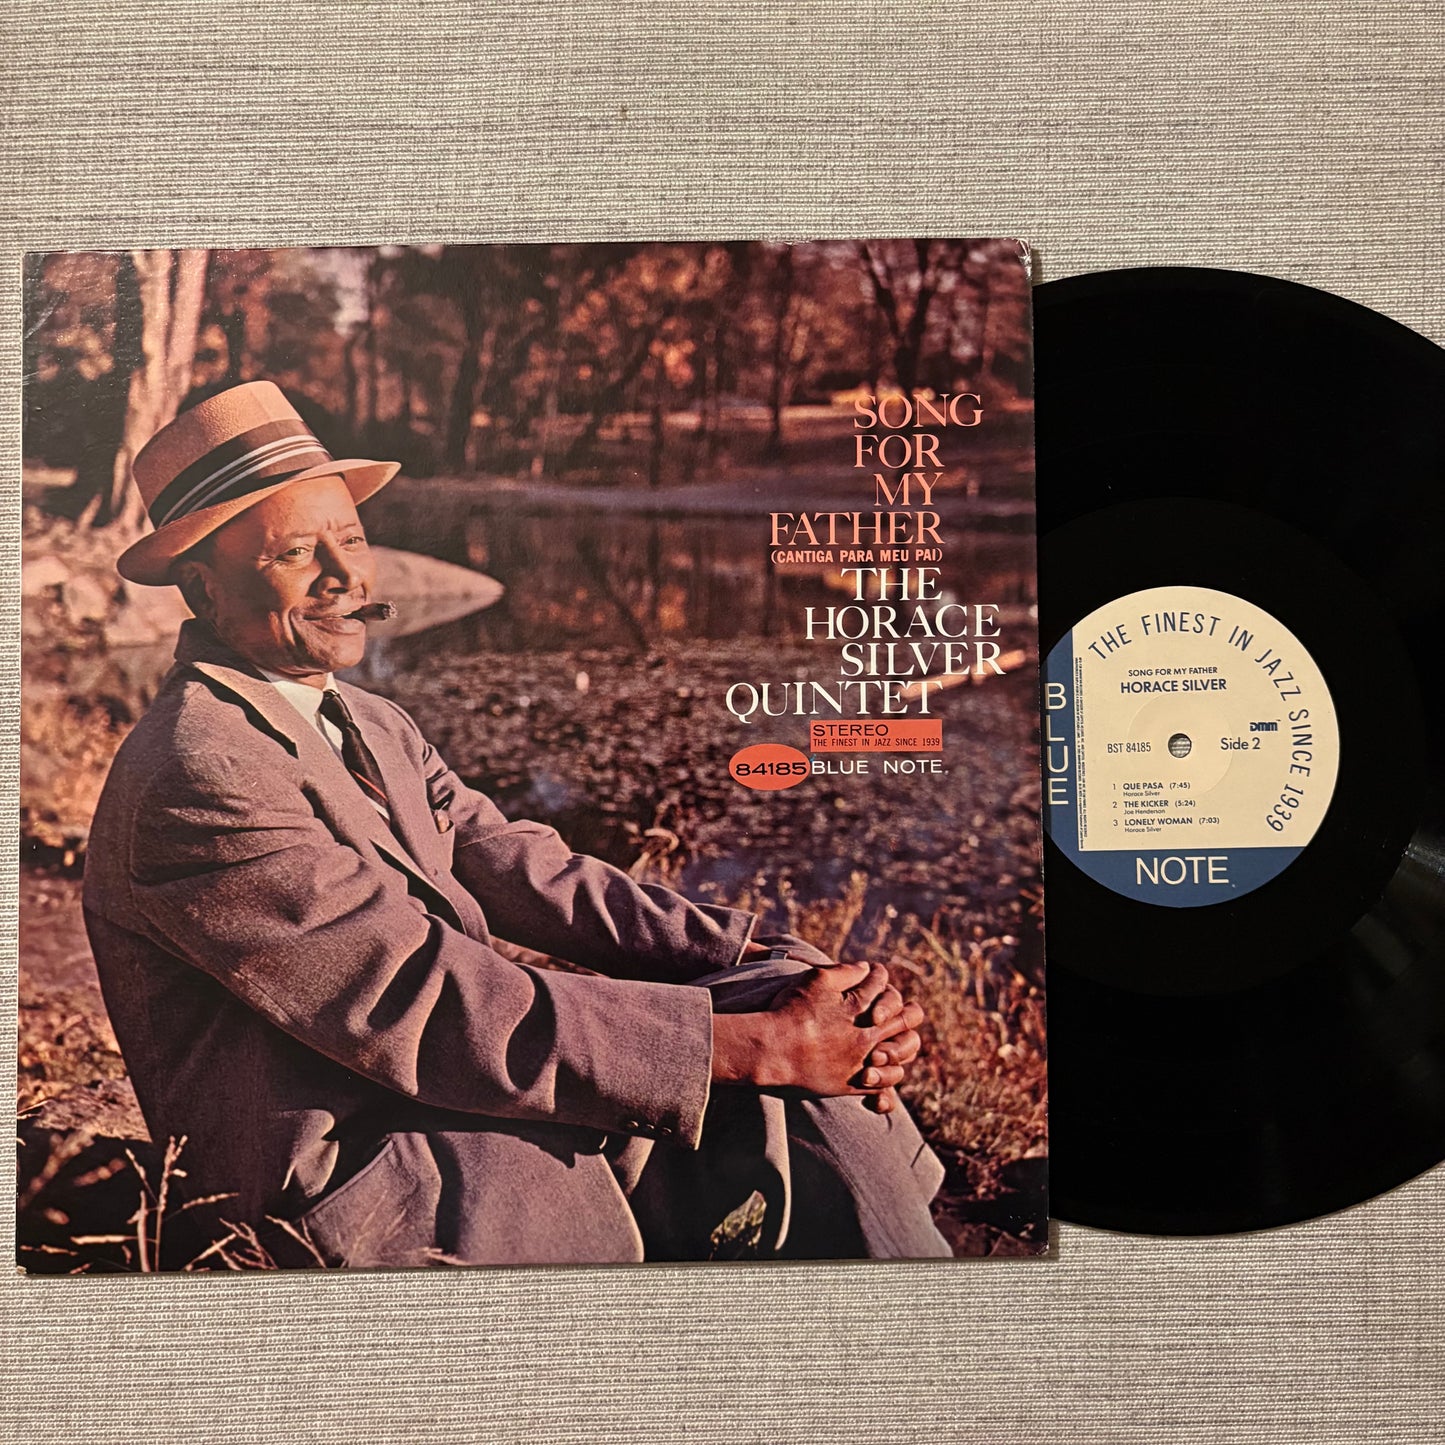 SONG
FOR
MY
FATHER
(CANTIGA PARA MEU PAI)
THE
HORACE
SILVER
QUINTET
STEREO
THE FINEST IN JAZZ SINCE 1939
84185 BLUE NOTE
THE FINEST IN JAZZ SINCE 1939
SONG FOR MY FATHER
HORACE SILVER
DMM
BST 84185
Side 2
1 QUE PASA (7:45)
Horace Silver
2 THE KICKER (5:24)
Joe Henderson
3 LONELY WOMAN (7:03)
Horace Silver
BLUE
NOTE